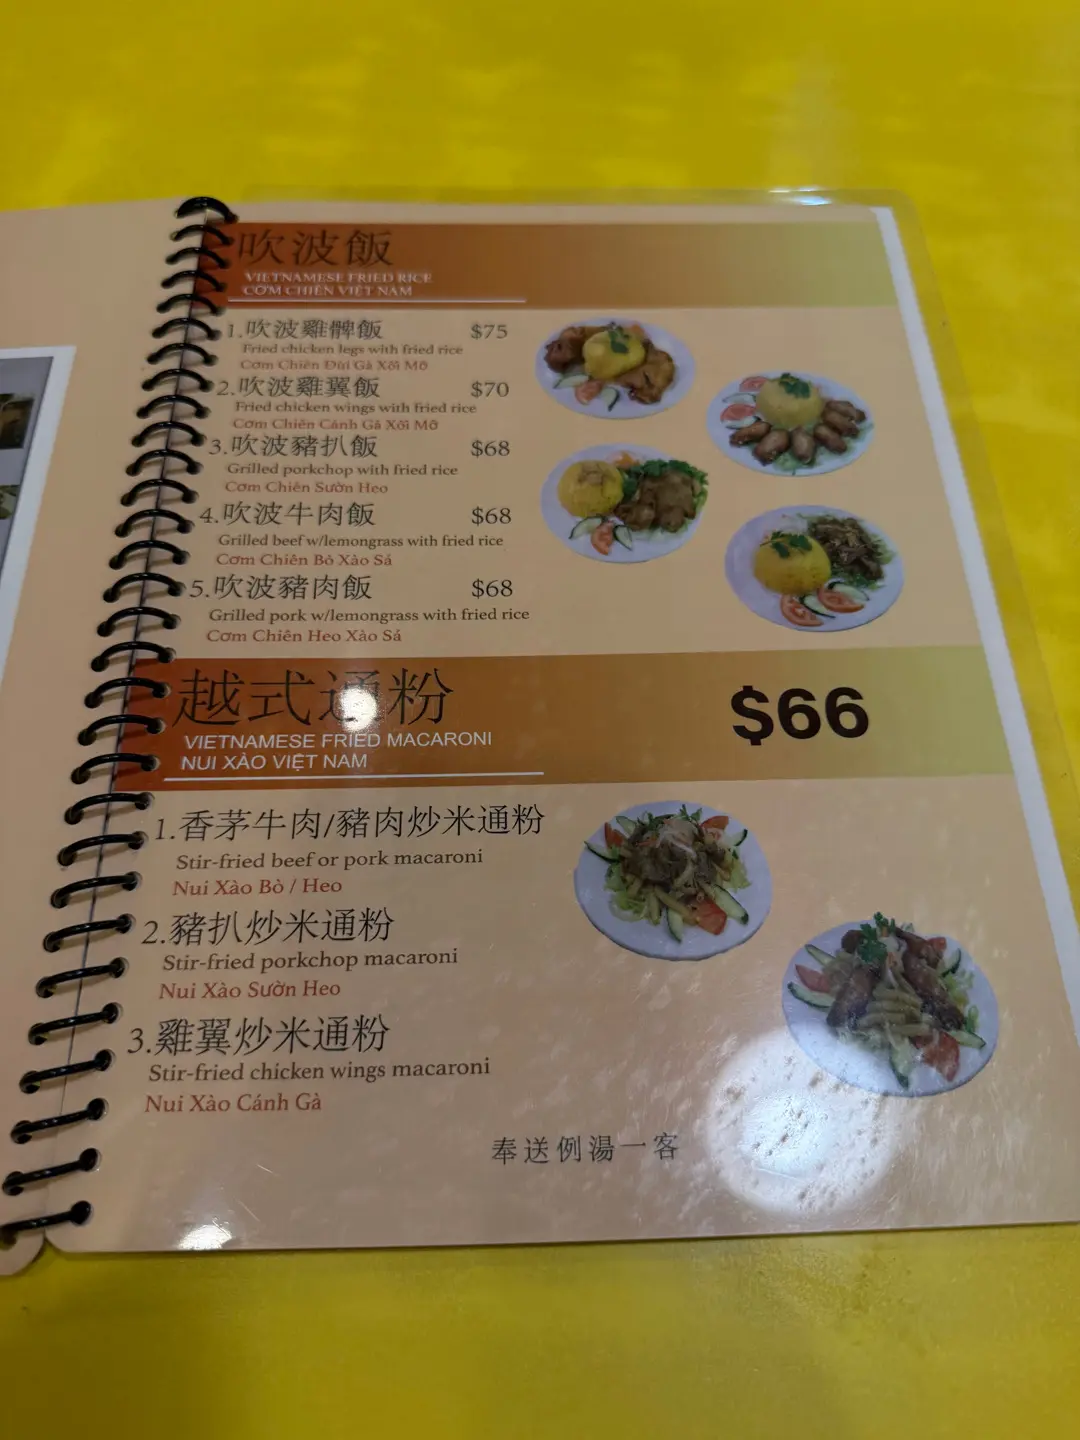 吹波飯
VIETNAMESE FRIED RICE
CƠM CHIÊN VIỆT NAM
1.吹波雞髀飯 $75
Fried chicken legs with fried rice
Cơm Chiên Đùi Gà Xối Mỡ
2.吹波雞翼飯 $70
Fried chicken wings with fried rice
Cơm Chiên Cánh Gà Xối Mỡ
3.吹波豬扒飯 $68
Grilled porkchop with fried rice
Cơm Chiên Sườn Heo
4.吹波牛肉飯 $68
Grilled beef w/lemongrass with fried rice
Cơm Chiên Bò Xào Sả
5.吹波豬肉飯 $68
Grilled pork w/lemongrass with fried rice
Cơm Chiên Heo Xào Sả
越式通粉 $66
VIETNAMESE FRIED MACARONI
NUI XÀO VIỆT NAM
1.香茅牛肉/豬肉炒米通粉
Stir-fried beef or pork macaroni
Nui Xào Bò / Heo
2.豬扒炒米通粉
Stir-fried porkchop macaroni
Nui Xào Sườn Heo
3.雞翼炒米通粉
Stir-fried chicken wings macaroni
Nui Xào Cánh Gà
奉送例湯一客